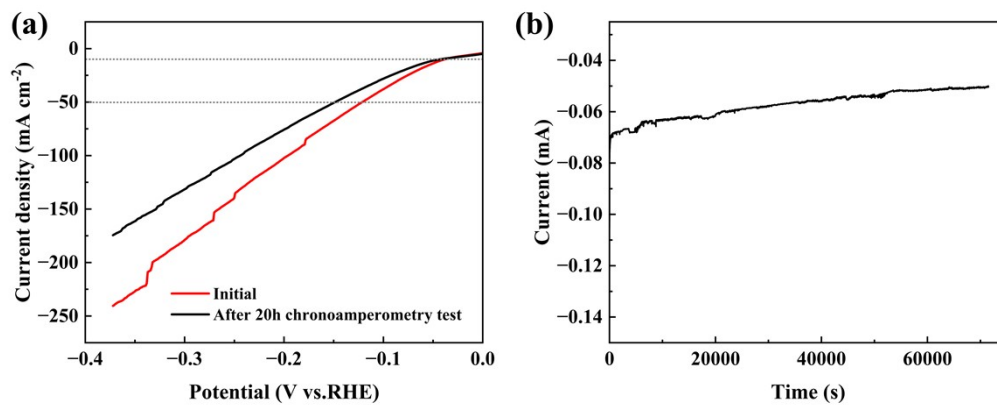 (a)
Current density (mA cm⁻²)
0
−50
−100
−150
−200
−250
Initial
After 20h chronoamperometry test
−0.4
−0.3
−0.2
−0.1
0.0
Potential (V vs.RHE)
(b)
Current (mA)
−0.04
−0.06
−0.08
−0.10
−0.12
−0.14
0
20000
40000
60000
Time (s)